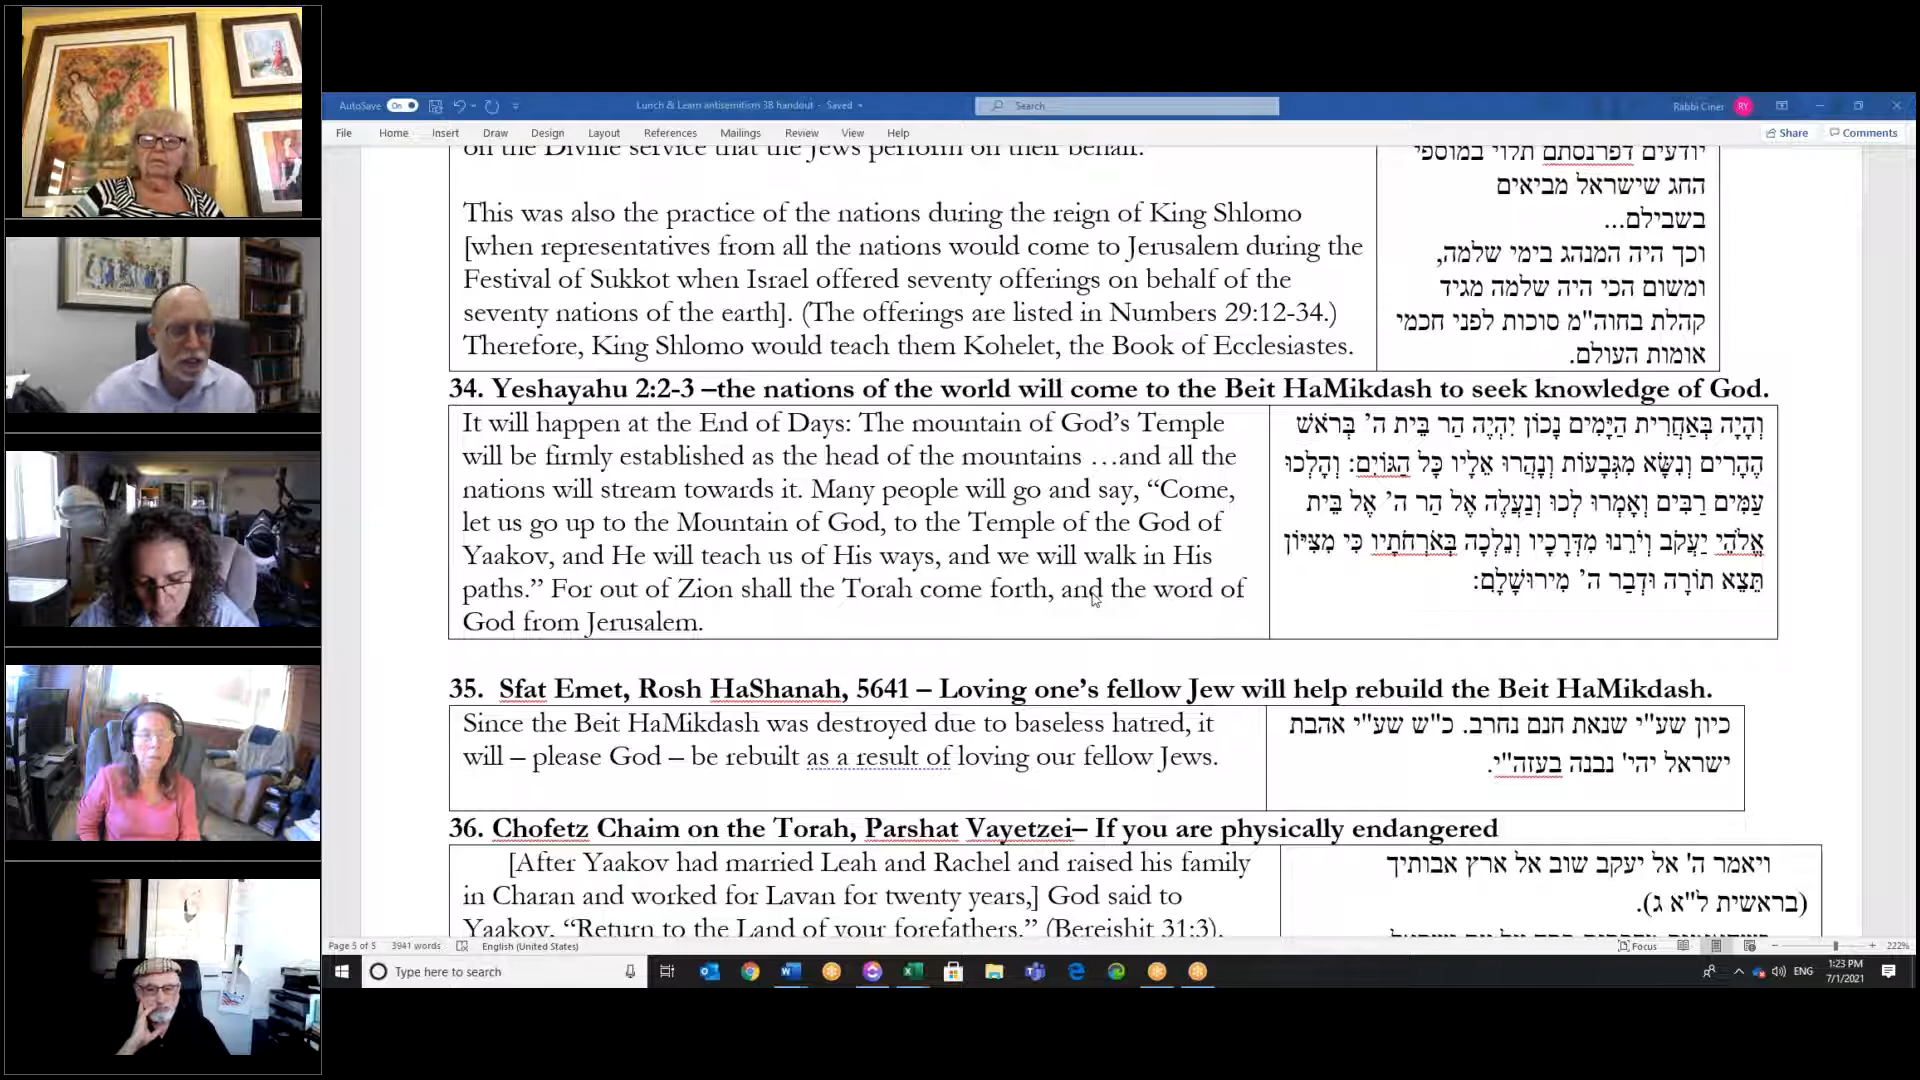 AutoSave On
Lunch & Learn antisemitism 3B handout - Saved
Search
Rabbi Ciner RY
File Home Insert Draw Design Layout References Mailings Review View Help
Share Comments
on the Divine service that the Jews perform on their behalf.
This was also the practice of the nations during the reign of King Shlomo
[when representatives from all the nations would come to Jerusalem during the
Festival of Sukkot when Israel offered seventy offerings on behalf of the
seventy nations of the earth]. (The offerings are listed in Numbers 29:12-34.)
Therefore, King Shlomo would teach them Kohelet, the Book of Ecclesiastes.
יודעים דפרנסתם תלוי במוספי
החג שישראל מביאים
בשבילם...
וכך היה המנהג בימי שלמה,
ומשום הכי היה שלמה מגיד
קהלת בחוה"מ סוכות לפני חכמי
אומות העולם.
34. Yeshayahu 2:2-3 –the nations of the world will come to the Beit HaMikdash to seek knowledge of God.
It will happen at the End of Days: The mountain of God’s Temple
will be firmly established as the head of the mountains …and all the
nations will stream towards it. Many people will go and say, “Come,
let us go up to the Mountain of God, to the Temple of the God of
Yaakov, and He will teach us of His ways, and we will walk in His
paths.” For out of Zion shall the Torah come forth, and the word of
God from Jerusalem.
וְהָיָה בְּאַחֲרִית הַיָּמִים נָכוֹן יִהְיֶה הַר בֵּית ה’ בְּרֹאשׁ
הֶהָרִים וְנִשָּׂא מִגְּבָעוֹת וְנָהֲרוּ אֵלָיו כָּל הַגּוֹיִם: וְהָלְכוּ
עַמִּים רַבִּים וְאָמְרוּ לְכוּ וְנַעֲלֶה אֶל הַר ה’ אֶל בֵּית
אֱלֹהֵי יַעֲקֹב וְיֹרֵנוּ מִדְּרָכָיו וְנֵלְכָה בְּאֹרְחֹתָיו כִּי מִצִּיּוֹן
תֵּצֵא תוֹרָה וּדְבַר ה’ מִירוּשָׁלִָם:
35. Sfat Emet, Rosh HaShanah, 5641 – Loving one’s fellow Jew will help rebuild the Beit HaMikdash.
Since the Beit HaMikdash was destroyed due to baseless hatred, it
will – please God – be rebuilt as a result of loving our fellow Jews.
כיון שע"י שנאת חנם נחרב. כ"ש שע"י אהבת
ישראל יהי' נבנה בעזה"י.
36. Chofetz Chaim on the Torah, Parshat Vayetzei– If you are physically endangered
[After Yaakov had married Leah and Rachel and raised his family
in Charan and worked for Lavan for twenty years,] God said to
Yaakov, “Return to the Land of your forefathers.” (Bereishit 31:3).
ויאמר ה' אל יעקב שוב אל ארץ אבותיך
(בראשית ל"א ג).
Page 5 of 5 3941 words English (United States)
Focus 222%
Type here to search
ENG
1:23 PM
7/1/2021